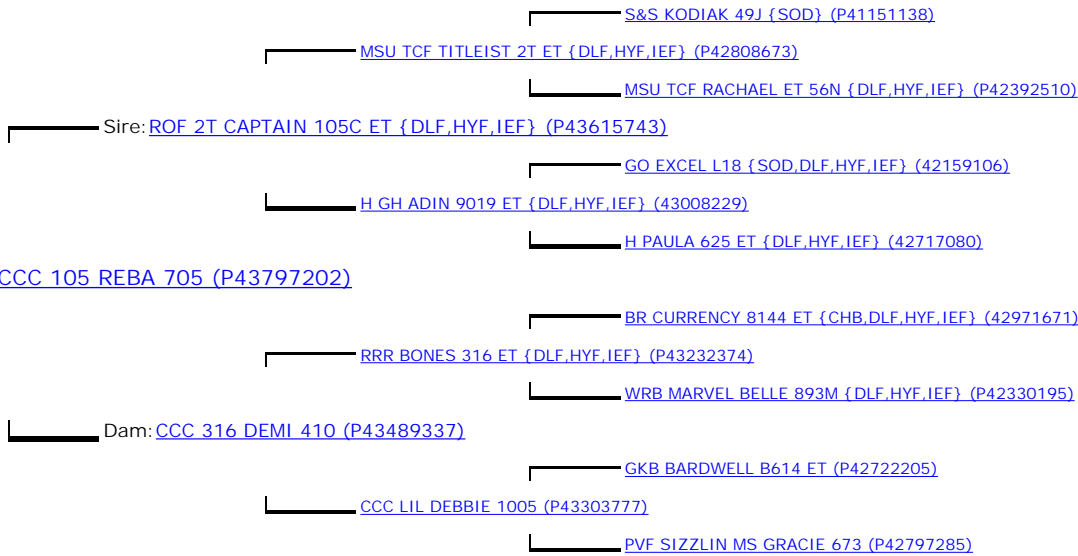 S&S KODIAK 49J {SOD} (P41151138)
MSU TCF TITLEIST 2T ET {DLF,HYF,IEF} (P42808673)
MSU TCF RACHAEL ET 56N {DLF,HYF,IEF} (P42392510)
Sire: ROF 2T CAPTAIN 105C ET {DLF,HYF,IEF} (P43615743)
GO EXCEL L18 {SOD,DLF,HYF,IEF} (42159106)
H GH ADIN 9019 ET {DLF,HYF,IEF} (43008229)
H PAULA 625 ET {DLF,HYF,IEF} (42717080)
CCC 105 REBA 705 (P43797202)
BR CURRENCY 8144 ET {CHB,DLF,HYF,IEF} (42971671)
RRR BONES 316 ET {DLF,HYF,IEF} (P43232374)
WRB MARVEL BELLE 893M {DLF,HYF,IEF} (P42330195)
Dam: CCC 316 DEMI 410 (P43489337)
GKB BARDWELL B614 ET (P42722205)
CCC LIL DEBBIE 1005 (P43303777)
PVF SIZZLIN MS GRACIE 673 (P42797285)